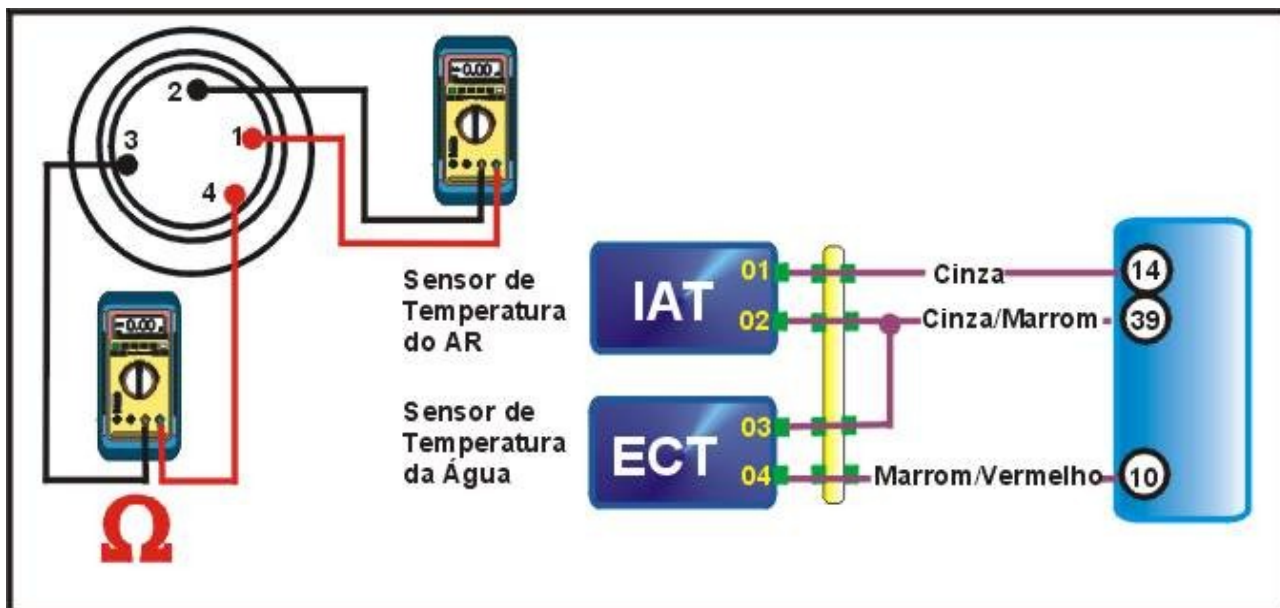 2
1
3
4
-0.00
-0.00
Ω
Sensor de
Temperatura
do AR
IAT
01
02
Cinza
Cinza/Marrom
14
39
Sensor de
Temperatura
da Água
ECT
03
04
Marrom/Vermelho
10